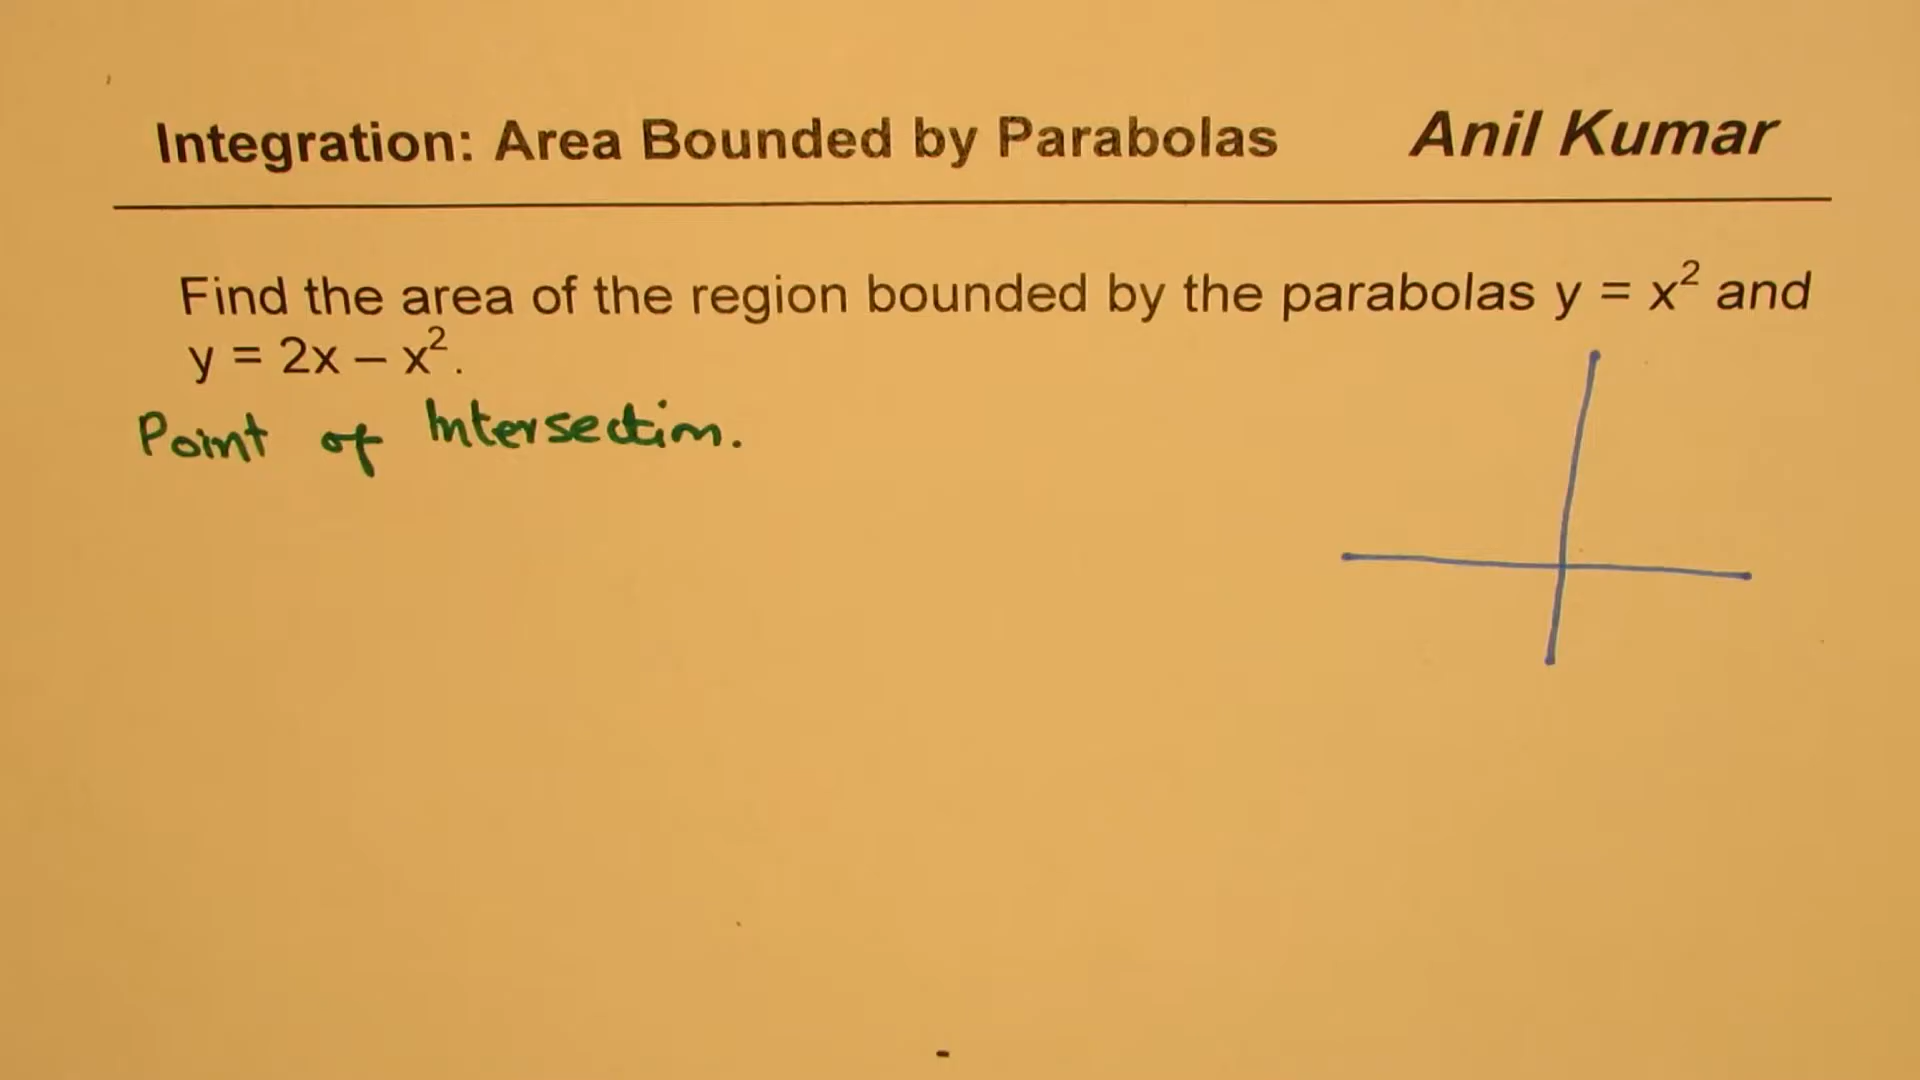 Integration: Area Bounded by Parabolas Anil Kumar
Find the area of the region bounded by the parabolas y = x² and
y = 2x – x².
Point of Intersection.